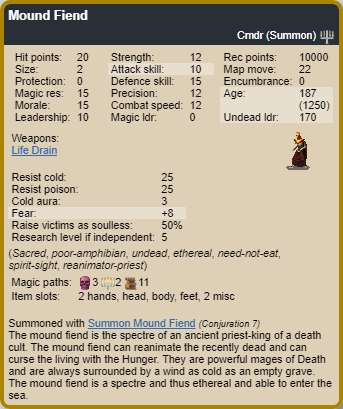 Mound Fiend
Cmdr (Summon)
Hit points: 20 Strength: 12 Rec points: 10000
Size: 2 Attack skill: 10 Map move: 22
Protection: 0 Defence skill: 15 Encumbrance: 0
Magic res: 15 Precision: 12 Age: 187
Morale: 15 Combat speed: 12 (1250)
Leadership: 10 Magic ldr: 0 Undead ldr: 170
Weapons:
Life Drain
Resist cold: 25
Resist poison: 25
Cold aura: 3
Fear: +8
Raise victims as soulless: 50%
Research level if independent: 5
(Sacred, poor-amphibian, undead, ethereal, need-not-eat,
spirit-sight, reanimator-priest)
Magic paths: 3 2 11
Item slots: 2 hands, head, body, feet, 2 misc
Summoned with Summon Mound Fiend (Conjuration 7)
The mound fiend is the spectre of an ancient priest-king of a death
cult. The mound fiend can reanimate the recently dead and can
curse the living with the Hunger. They are powerful mages of Death
and are always surrounded by a wind as cold as an empty grave.
The mound fiend is a spectre and thus ethereal and able to enter the
sea.